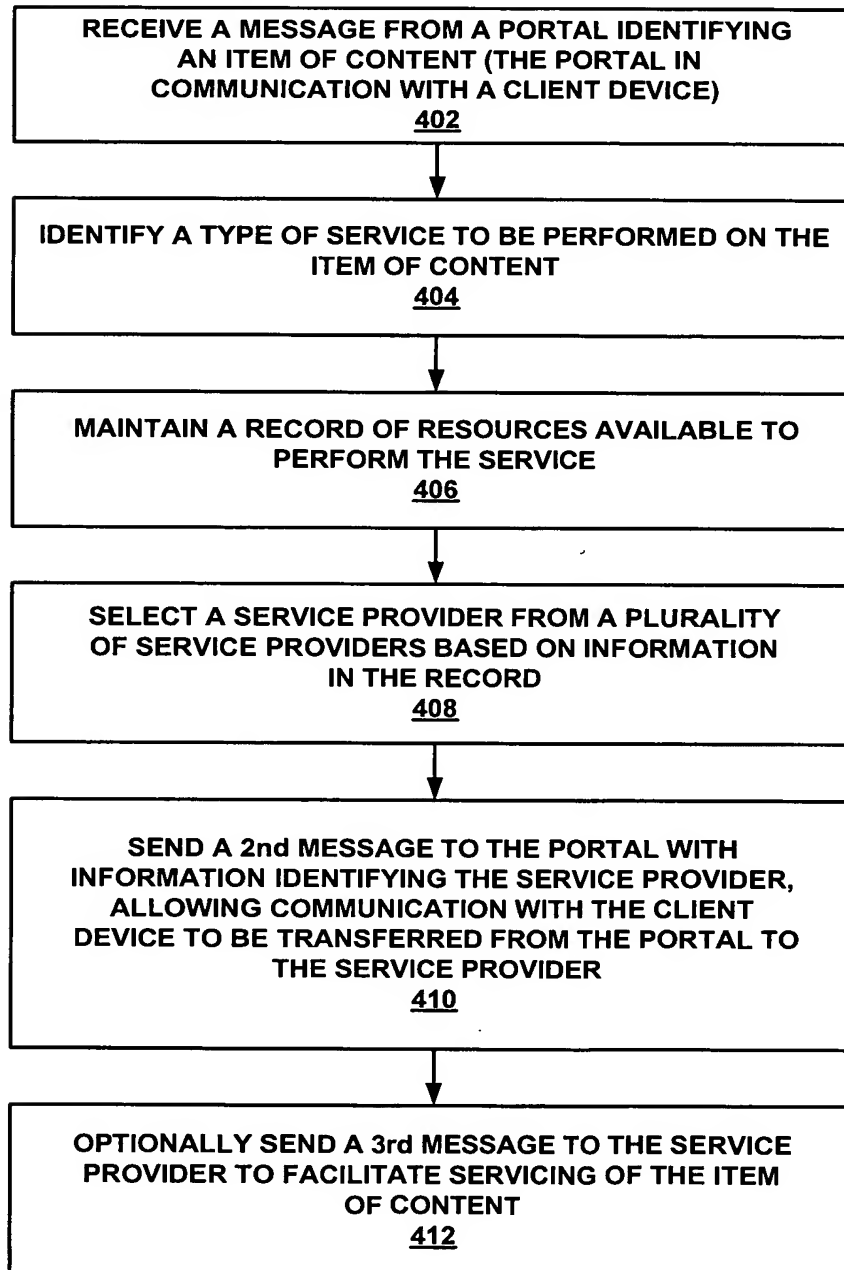 RECEIVE A MESSAGE FROM A PORTAL IDENTIFYING
AN ITEM OF CONTENT (THE PORTAL IN
COMMUNICATION WITH A CLIENT DEVICE)
402
IDENTIFY A TYPE OF SERVICE TO BE PERFORMED ON THE
ITEM OF CONTENT
404
MAINTAIN A RECORD OF RESOURCES AVAILABLE TO
PERFORM THE SERVICE
406
SELECT A SERVICE PROVIDER FROM A PLURALITY
OF SERVICE PROVIDERS BASED ON INFORMATION
IN THE RECORD
408
SEND A 2nd MESSAGE TO THE PORTAL WITH
INFORMATION IDENTIFYING THE SERVICE PROVIDER,
ALLOWING COMMUNICATION WITH THE CLIENT
DEVICE TO BE TRANSFERRED FROM THE PORTAL TO
THE SERVICE PROVIDER
410
OPTIONALLY SEND A 3rd MESSAGE TO THE SERVICE
PROVIDER TO FACILITATE SERVICING OF THE ITEM
OF CONTENT
412